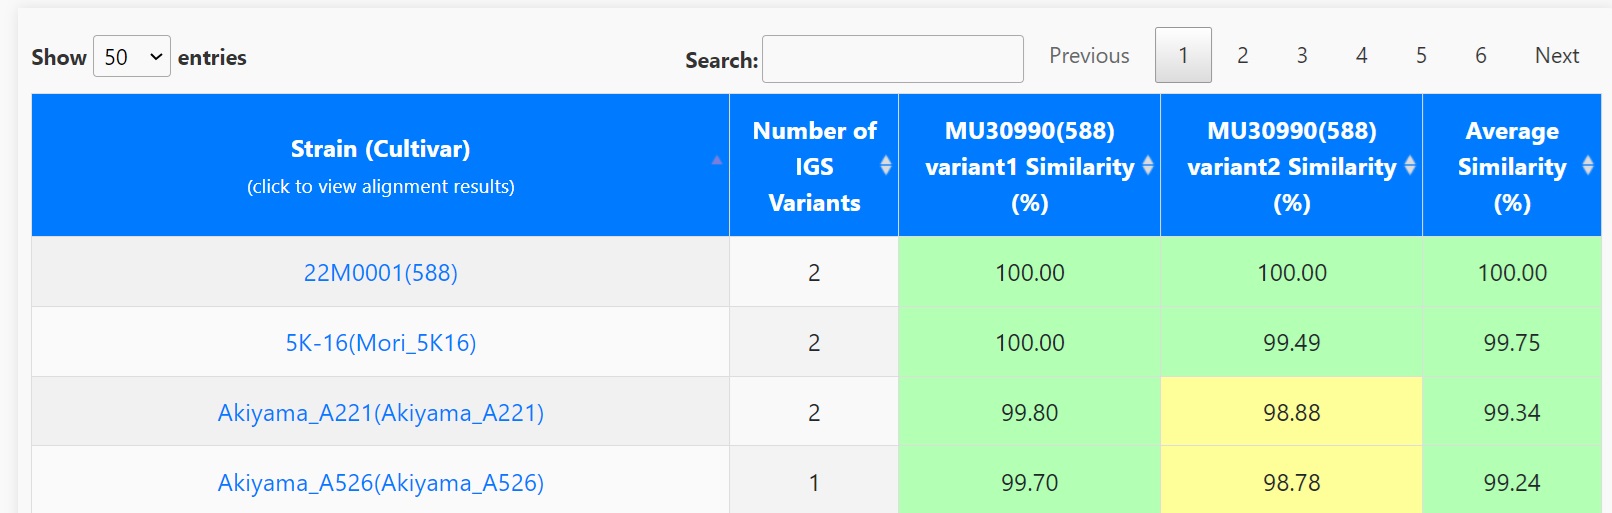 Show 50 entries Search: Previous 1 2 3 4 5 6 Next
Strain (Cultivar)
(click to view alignment results)
Number of
IGS
Variants
MU30990(588)
variant1 Similarity
(%)
MU30990(588)
variant2 Similarity
(%)
Average
Similarity
(%)
22M0001(588) 2 100.00 100.00 100.00
5K-16(Mori_5K16) 2 100.00 99.49 99.75
Akiyama_A221(Akiyama_A221) 2 99.80 98.88 99.34
Akiyama_A526(Akiyama_A526) 1 99.70 98.78 99.24